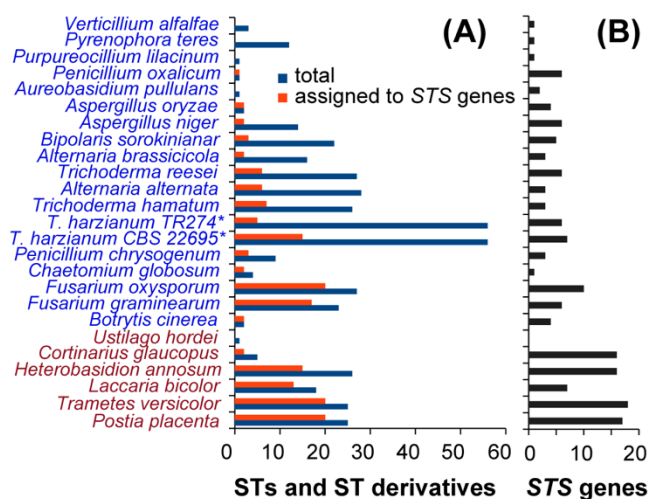 (A)
(B)
total
assigned to STS genes
Verticillium alfalfae
Pyrenophora teres
Purpureocillium lilacinum
Penicillium oxalicum
Aureobasidium pullulans
Aspergillus oryzae
Aspergillus niger
Bipolaris sorokinianar
Alternaria brassicicola
Trichoderma reesei
Alternaria alternata
Trichoderma hamatum
T. harzianum TR274*
T. harzianum CBS 22695*
Penicillium chrysogenum
Chaetomium globosum
Fusarium oxysporum
Fusarium graminearum
Botrytis cinerea
Ustilago hordei
Cortinarius glaucopus
Heterobasidion annosum
Laccaria bicolor
Trametes versicolor
Postia placenta
0 10 20 30 40 50 60
0 10 20
STs and ST derivatives
STS genes